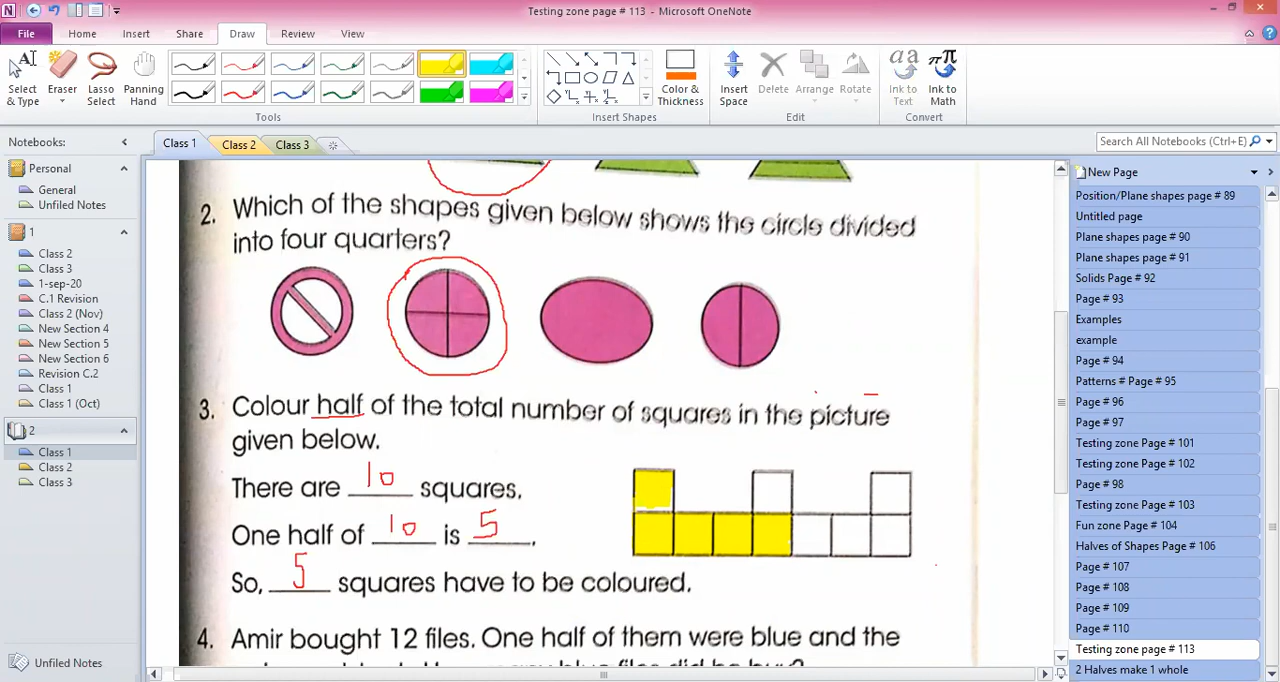 Testing zone page # 113 - Microsoft OneNote
File Home Insert Share Draw Review View
Select & Type
Eraser
Lasso Select
Panning Hand
Color & Thickness
Insert Space
Delete
Arrange
Rotate
Ink to Text
Ink to Math
Tools
Insert Shapes
Edit
Convert
Notebooks:
Personal
General
Unfiled Notes
1
Class 2
Class 3
1-sep-20
C.1 Revision
Class 2 (Nov)
New Section 4
New Section 5
New Section 6
Revision C.2
Class 1
Class 1 (Oct)
2
Class 1
Class 2
Class 3
Unfiled Notes
Class 1 Class 2 Class 3
Search All Notebooks (Ctrl+E)
2. Which of the shapes given below shows the circle divided
into four quarters?
3. Colour half of the total number of squares in the picture
given below.
There are 10 squares.
One half of 10 is 5.
So, 5 squares have to be coloured.
4. Amir bought 12 files. One half of them were blue and the
New Page
Position/Plane shapes page # 89
Untitled page
Plane shapes page # 90
Plane shapes page # 91
Solids Page # 92
Page # 93
Examples
example
Page # 94
Patterns # Page # 95
Page # 96
Page # 97
Testing zone Page # 101
Testing zone Page # 102
Page # 98
Testing zone Page # 103
Fun zone Page # 104
Halves of Shapes Page # 106
Page # 107
Page # 108
Page # 109
Page # 110
Testing zone page # 113
2 Halves make 1 whole